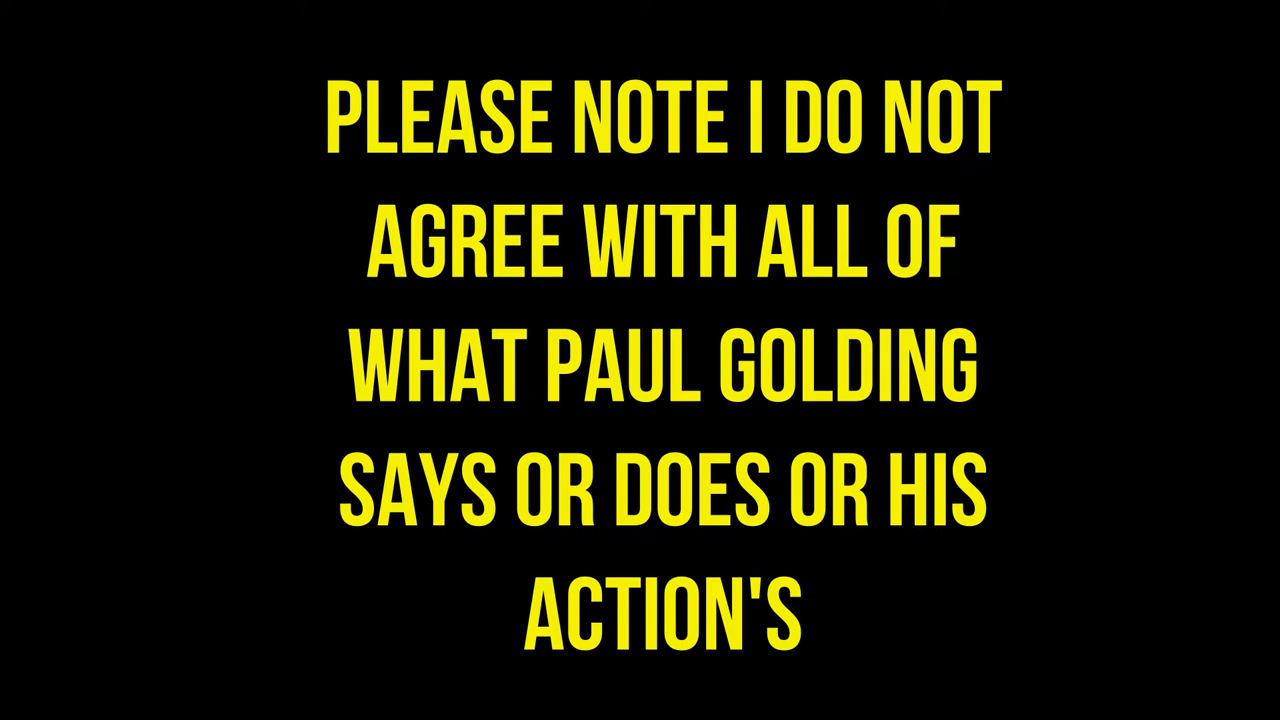 PLEASE NOTE I DO NOT
AGREE WITH ALL OF
WHAT PAUL GOLDING
SAYS OR DOES OR HIS
ACTION'S